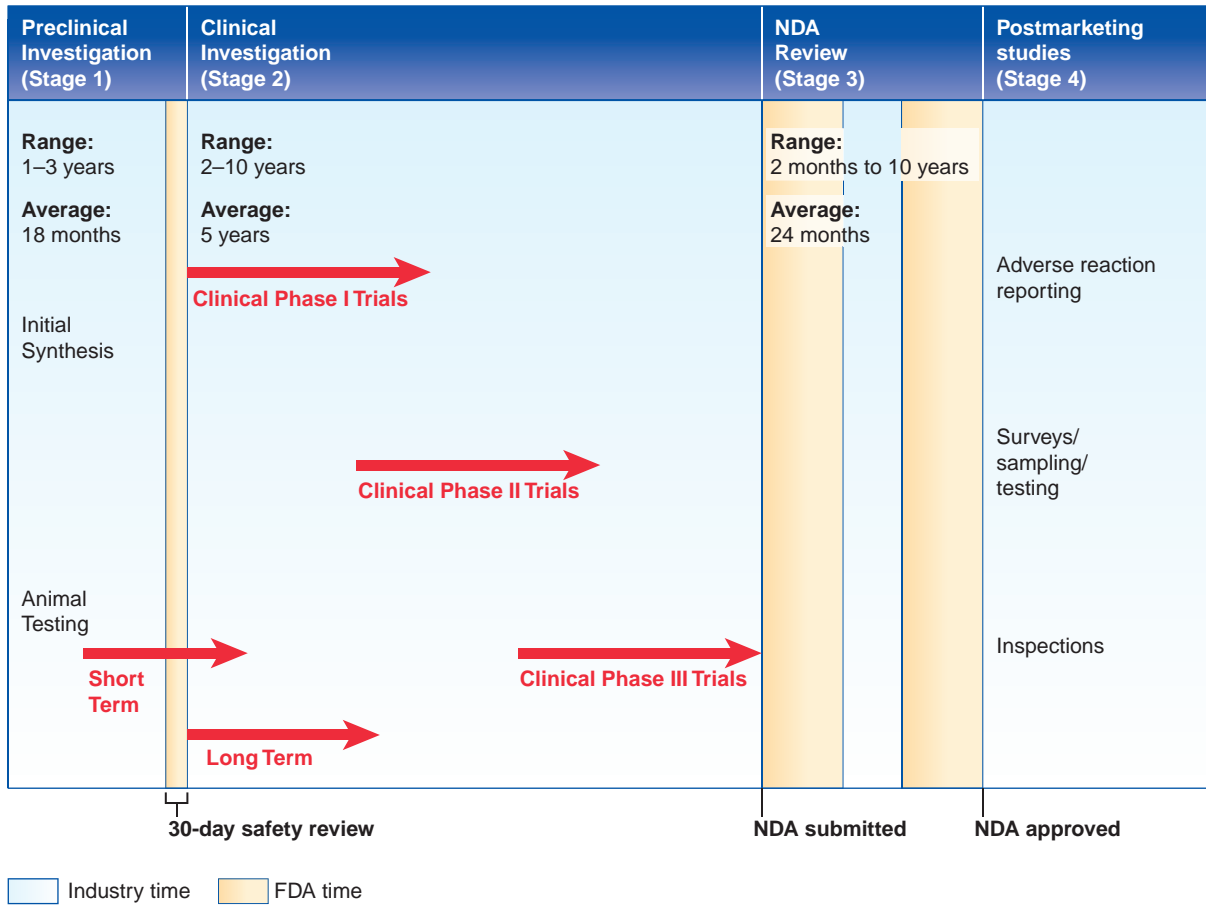 Preclinical
Investigation
(Stage 1)
Clinical
Investigation
(Stage 2)
NDA
Review
(Stage 3)
Postmarketing
studies
(Stage 4)
Range:
1–3 years
Average:
18 months
Initial
Synthesis
Animal
Testing
Short
Term
Range:
2–10 years
Average:
5 years
Clinical Phase I Trials
Clinical Phase II Trials
Clinical Phase III Trials
Long Term
Range:
2 months to 10 years
Average:
24 months
Adverse reaction
reporting
Surveys/
sampling/
testing
Inspections
30-day safety review
NDA submitted
NDA approved
Industry time
FDA time